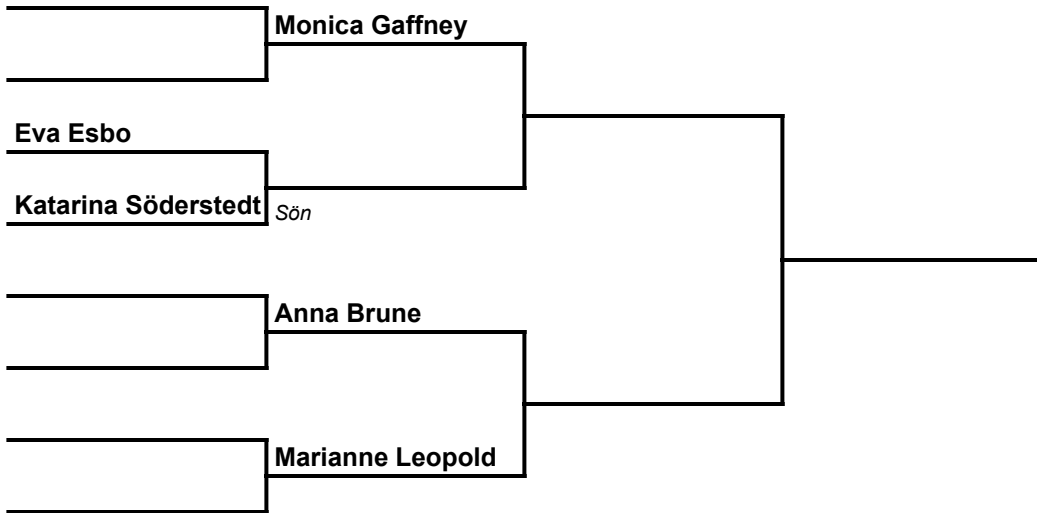 Monica Gaffney
Eva Esbo
Katarina Söderstedt
Sön
Anna Brune
Marianne Leopold